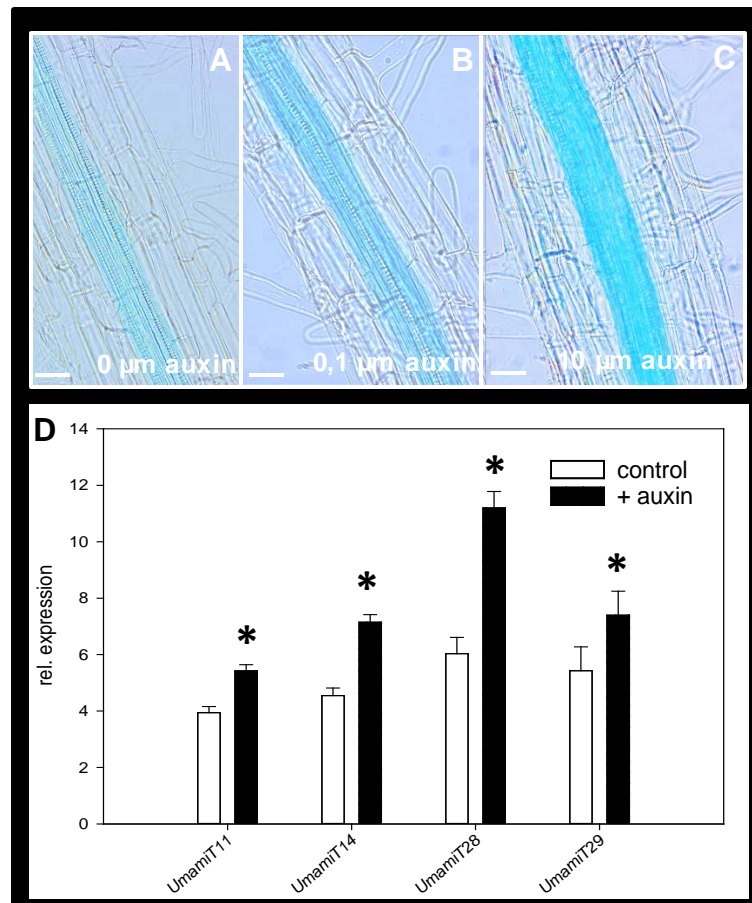 A
B
C
0 µm auxin
0,1 µm auxin
10 µm auxin
D
14
12
10
8
6
4
2
0
rel. expression
control
+ auxin
*
*
*
*
UmamiT11
UmamiT14
UmamiT28
UmamiT29